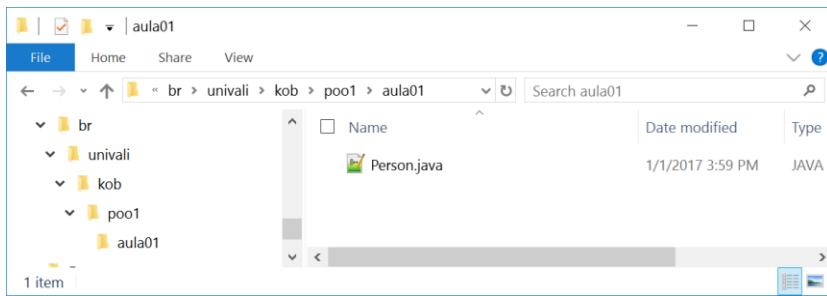 aula01
File Home Share View ?
« br > univali > kob > poo1 > aula01 Search aula01
br
univali
kob
poo1
aula01
Name Date modified Type
Person.java 1/1/2017 3:59 PM JAVA
1 item